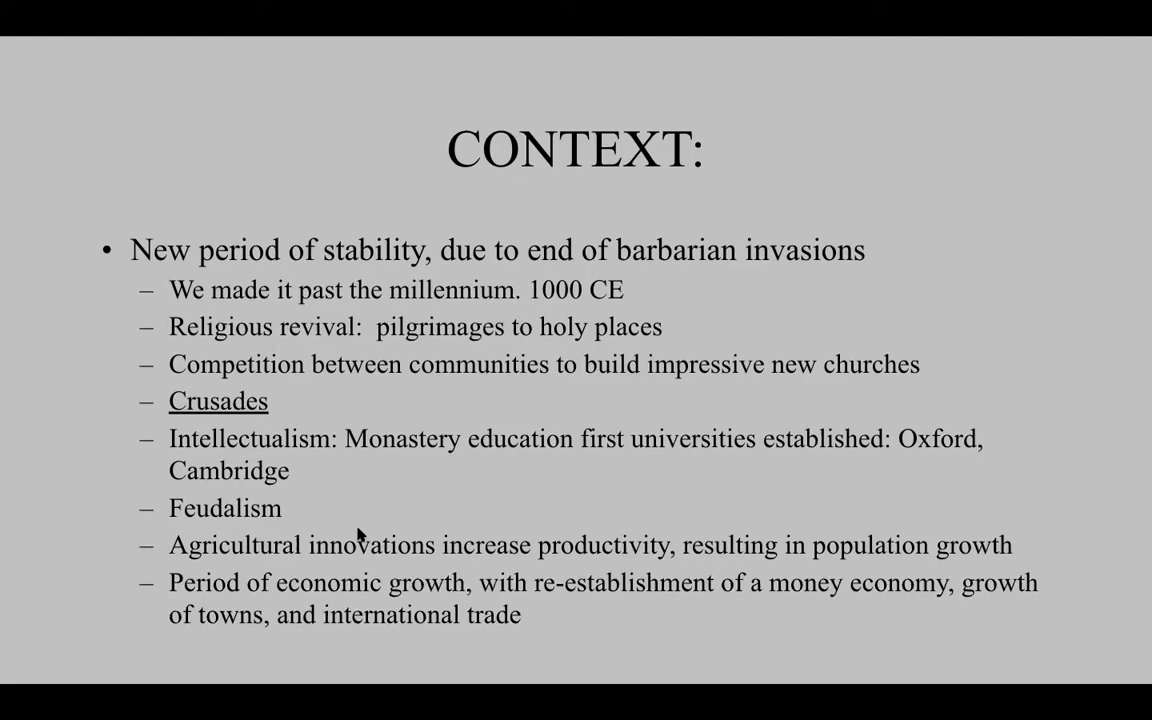 CONTEXT:
• New period of stability, due to end of barbarian invasions
– We made it past the millennium. 1000 CE
– Religious revival:  pilgrimages to holy places
– Competition between communities to build impressive new churches
– Crusades
– Intellectualism: Monastery education first universities established: Oxford,
Cambridge
– Feudalism
– Agricultural innovations increase productivity, resulting in population growth
– Period of economic growth, with re-establishment of a money economy, growth
of towns, and international trade